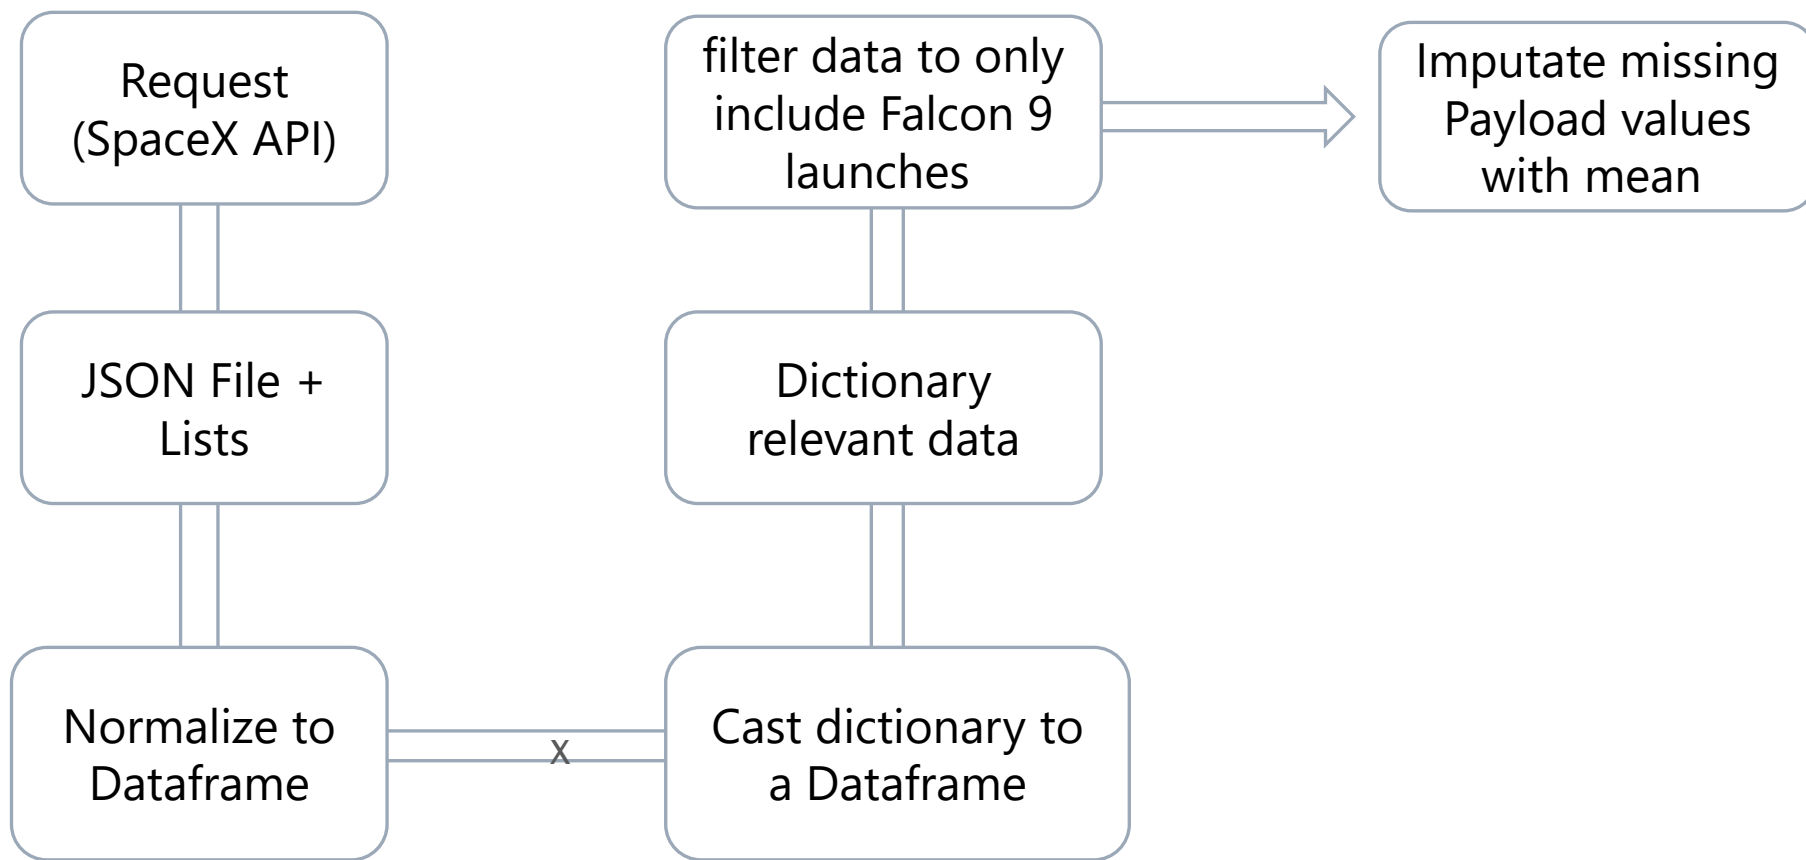 Request
(SpaceX API)
JSON File +
Lists
Normalize to
Dataframe
x
Cast dictionary to
a Dataframe
Dictionary
relevant data
filter data to only
include Falcon 9
launches
Imputate missing
Payload values
with mean